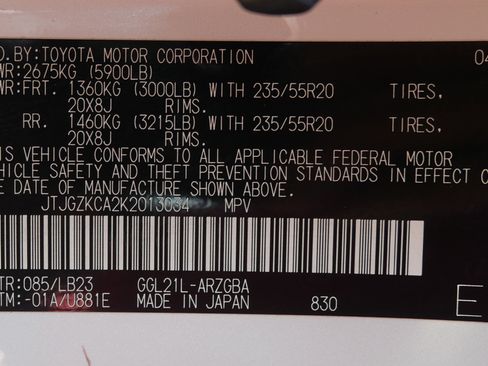 D.BY:TOYOTA MOTOR CORPORATION 04
WR:2675KG (5900LB)
WR:FRT. 1360KG (3000LB) WITH 235/55R20 TIRES,
20X8J RIMS.
RR. 1460KG (3215LB) WITH 235/55R20 TIRES,
20X8J RIMS.
IS VEHICLE CONFORMS TO ALL APPLICABLE FEDERAL MOTOR
VEHICLE SAFETY AND THEFT PREVENTION STANDARDS IN EFFECT O
E DATE OF MANUFACTURE SHOWN ABOVE.
JTJGZKCA2K2013034 MPV
TR:085/LB23 GGL21L-ARZGBA
TM:-01A/U881E MADE IN JAPAN 830 E